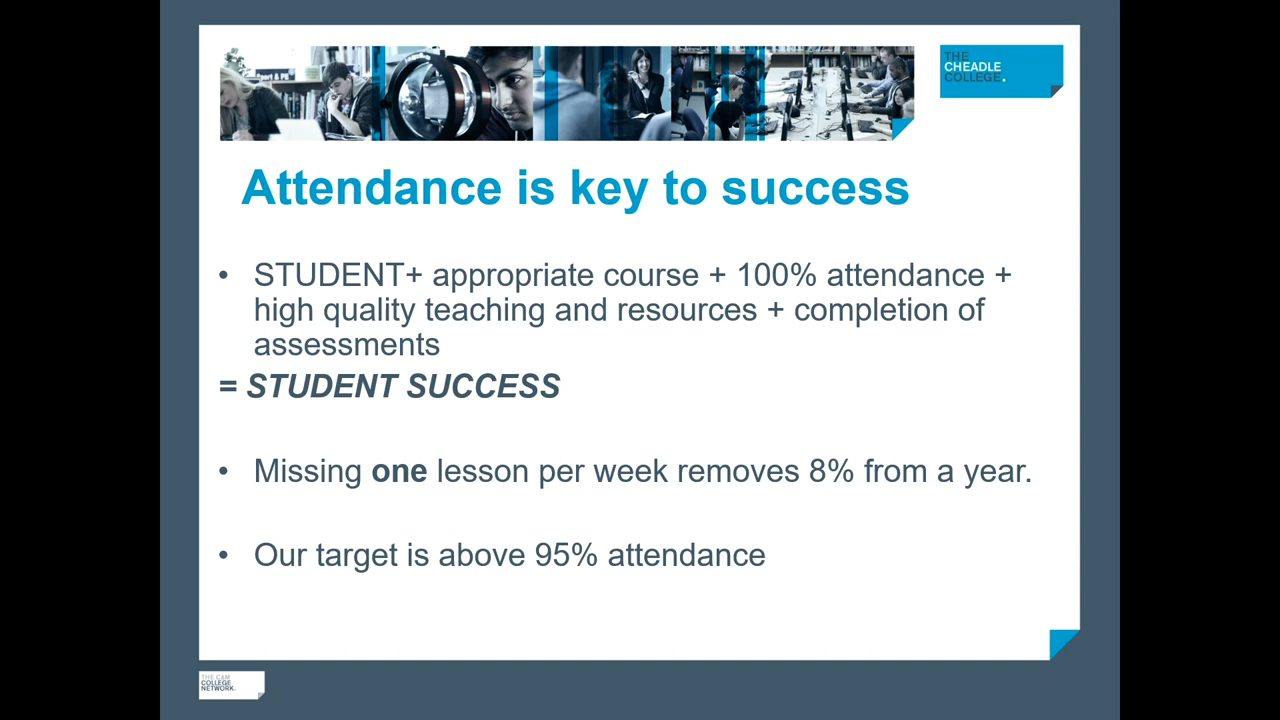 THE
CHEADLE
COLLEGE.
Attendance is key to success
• STUDENT+ appropriate course + 100% attendance +
high quality teaching and resources + completion of
assessments
= STUDENT SUCCESS
• Missing one lesson per week removes 8% from a year.
• Our target is above 95% attendance
THE CAM
COLLEGE
NETWORK.